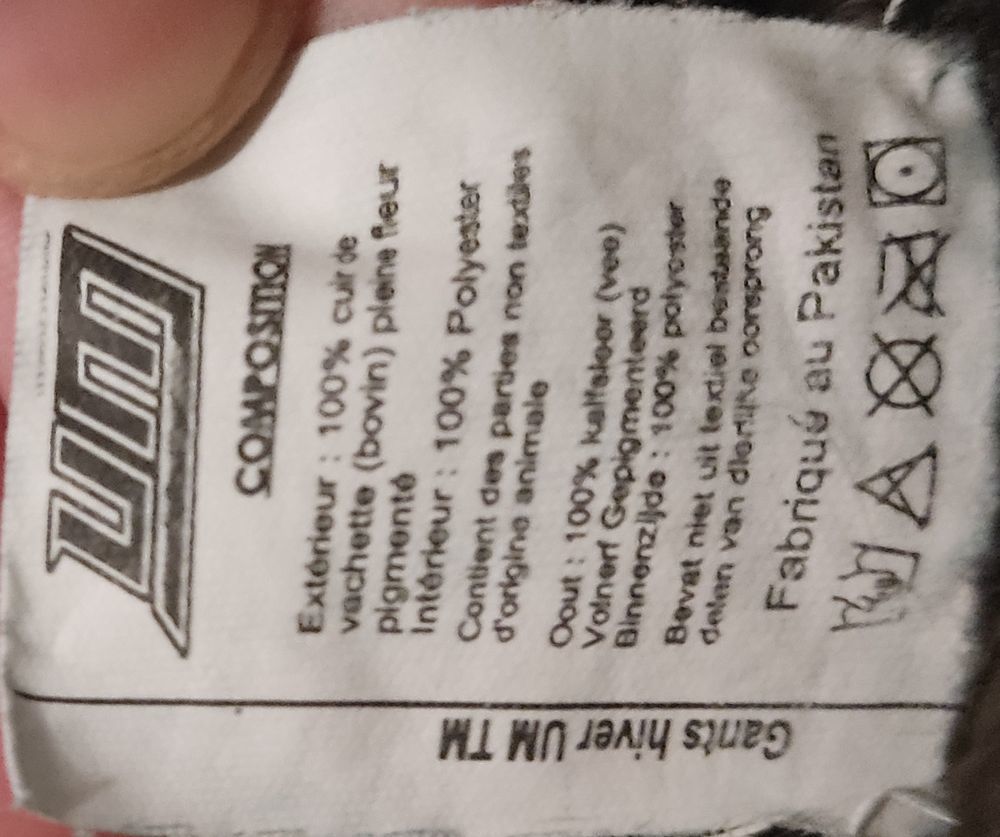 COMPOSITION
Extérieur : 100% cuir de
vachette (bovin) pleine fleur
pigmenté
Intérieur : 100% Polyester
Contient des parties non textiles
d'origine animale
Oout : 100% kalfsleor (veo)
Volnerf Gepigmenteerd
Binnenzijde : 100% polyester
Bevat niet uit textiel bestaande
delen van dierlijke oorsprong
Fabriqué au Pakistan
Gants hiver UM TM